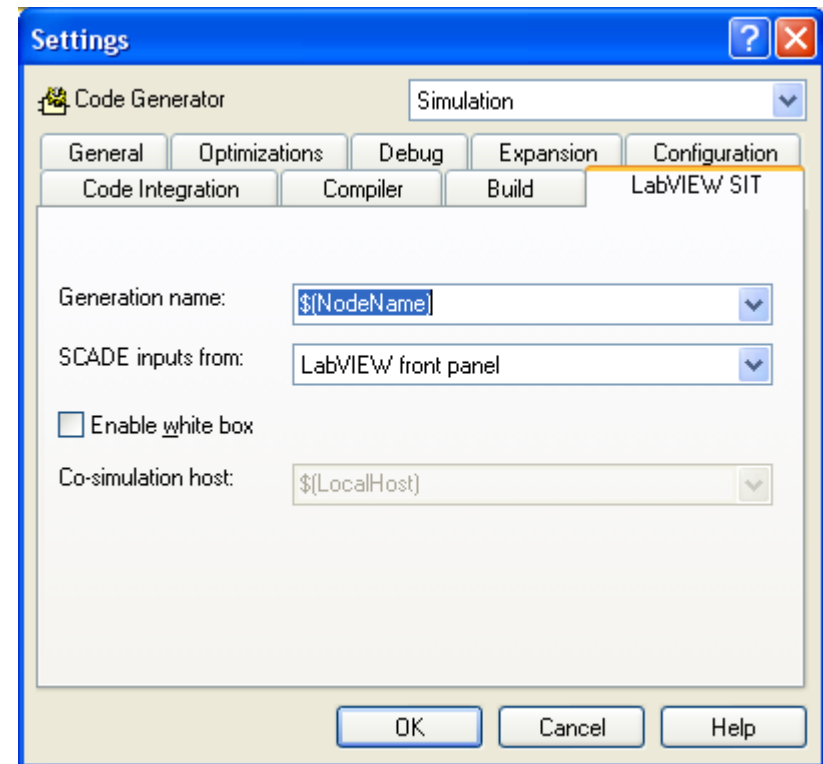 Settings
Code Generator Simulation
General Optimizations Debug Expansion Configuration
Code Integration Compiler Build LabVIEW SIT
Generation name: $(NodeName)
SCADE inputs from: LabVIEW front panel
Enable white box
Co-simulation host: $(LocalHost)
OK Cancel Help